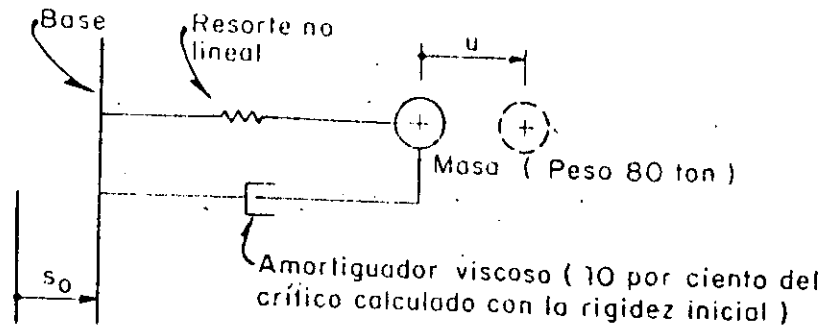 Base
Resorte no
lineal
u
Masa ( Peso 80 ton )
s₀
Amortiguador viscoso ( 10 por ciento del
crítico calculado con la rigidez inicial )